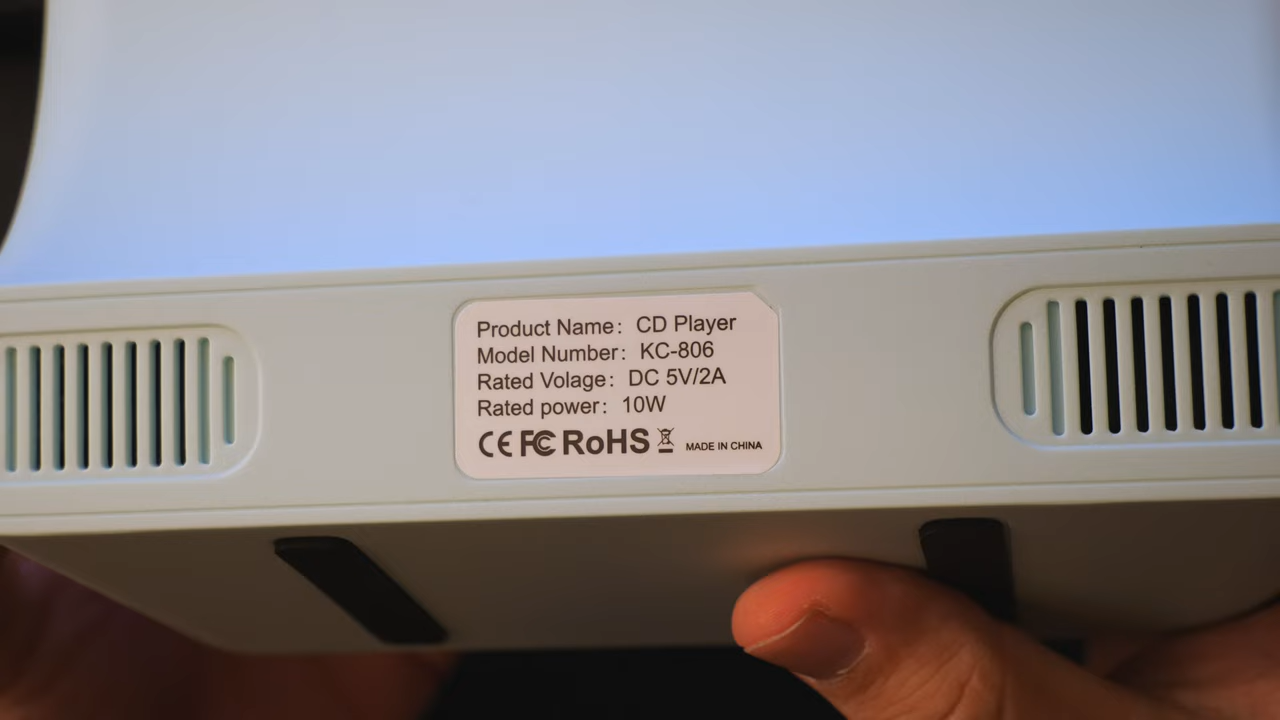 Product Name: CD Player
Model Number: KC-806
Rated Volage: DC 5V/2A
Rated power: 10W
CE FC RoHS MADE IN CHINA